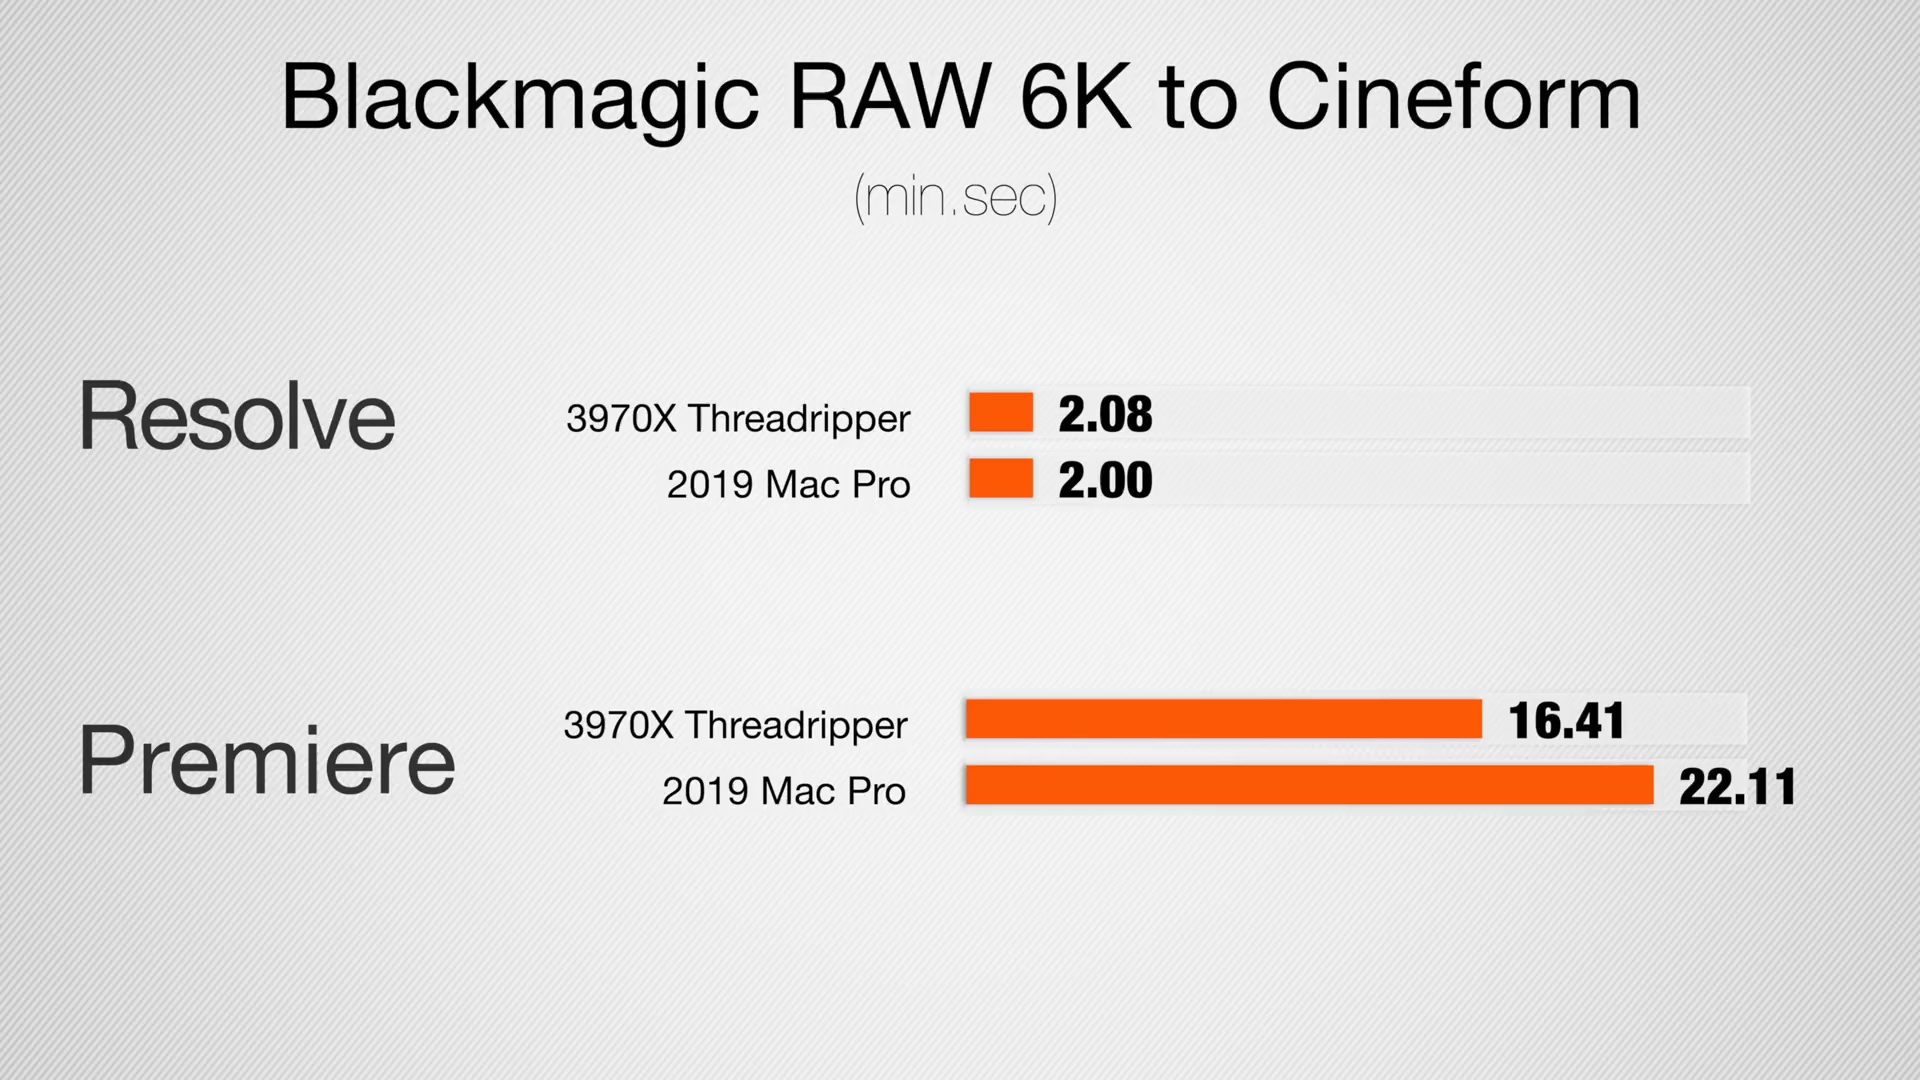 Blackmagic RAW 6K to Cineform
(min.sec)
Resolve
3970X Threadripper 2.08
2019 Mac Pro 2.00
Premiere
3970X Threadripper 16.41
2019 Mac Pro 22.11